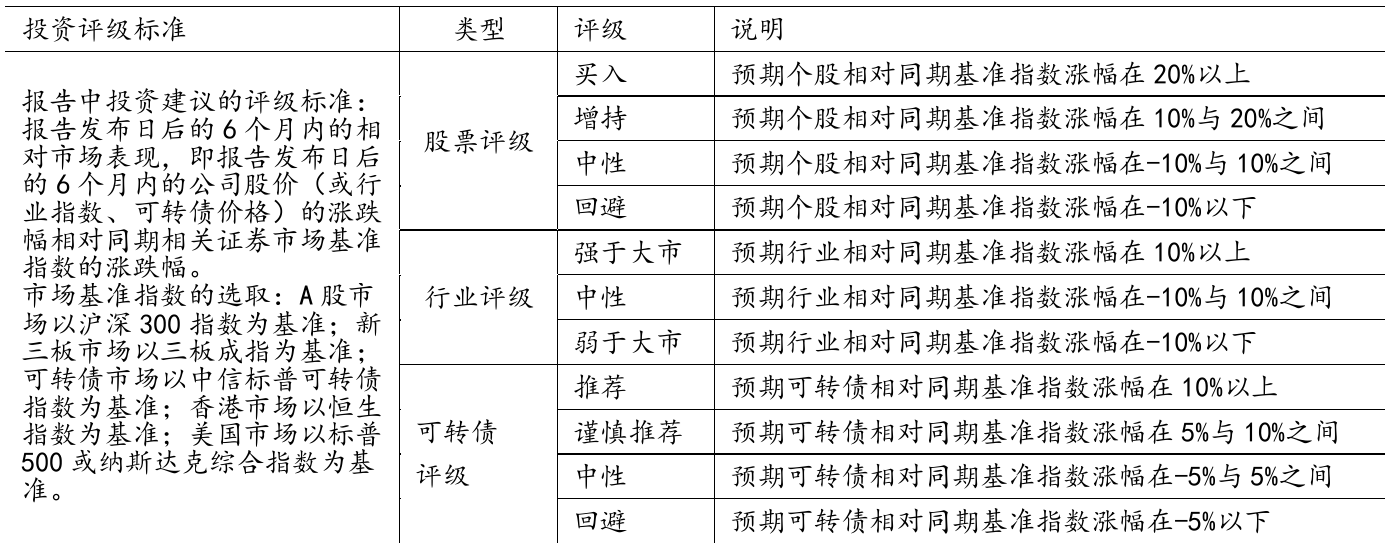 投资评级标准 类型 评级 说明
报告中投资建议的评级标准：
报告发布日后的 6 个月内的相
对市场表现，即报告发布日后
的 6 个月内的公司股价（或行
业指数、可转债价格）的涨跌
幅相对同期相关证券市场基准
指数的涨跌幅。
市场基准指数的选取：A 股市
场以沪深 300 指数为基准；新
三板市场以三板成指为基准；
可转债市场以中信标普可转债
指数为基准；香港市场以恒生
指数为基准；美国市场以标普
500 或纳斯达克综合指数为基
准。
股票评级
买入 预期个股相对同期基准指数涨幅在 20%以上
增持 预期个股相对同期基准指数涨幅在 10%与 20%之间
中性 预期个股相对同期基准指数涨幅在-10%与 10%之间
回避 预期个股相对同期基准指数涨幅在-10%以下
行业评级
强于大市 预期行业相对同期基准指数涨幅在 10%以上
中性 预期行业相对同期基准指数涨幅在-10%与 10%之间
弱于大市 预期行业相对同期基准指数涨幅在-10%以下
可转债
评级
推荐 预期可转债相对同期基准指数涨幅在 10%以上
谨慎推荐 预期可转债相对同期基准指数涨幅在 5%与 10%之间
中性 预期可转债相对同期基准指数涨幅在-5%与 5%之间
回避 预期可转债相对同期基准指数涨幅在-5%以下